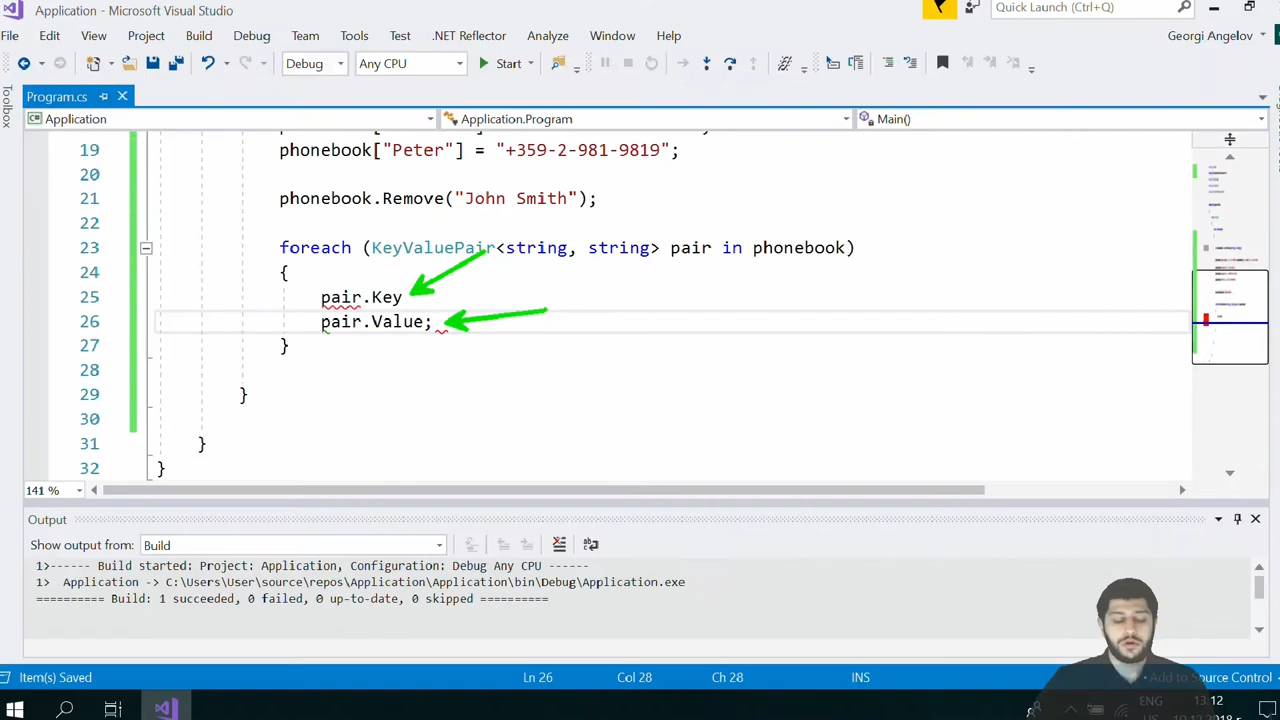 Application - Microsoft Visual Studio
Quick Launch (Ctrl+Q)
File Edit View Project Build Debug Team Tools Test .NET Reflector Analyze Window Help
Georgi Angelov
Debug Any CPU Start
Toolbox
Program.cs
Application Application.Program Main()
19 phonebook["Peter"] = "+359-2-981-9819";
20
21 phonebook.Remove("John Smith");
22
23 foreach (KeyValuePair<string, string> pair in phonebook)
24 {
25 pair.Key
26 pair.Value;
27 }
28
29 }
30
31 }
32 }
141 %
Output
Show output from: Build
1>------ Build started: Project: Application, Configuration: Debug Any CPU ------
1> Application -> C:\Users\User\source\repos\Application\Application\bin\Debug\Application.exe
========== Build: 1 succeeded, 0 failed, 0 up-to-date, 0 skipped ==========
Item(s) Saved Ln 26 Col 28 Ch 28 INS Add to Source Control
ENG 13:12